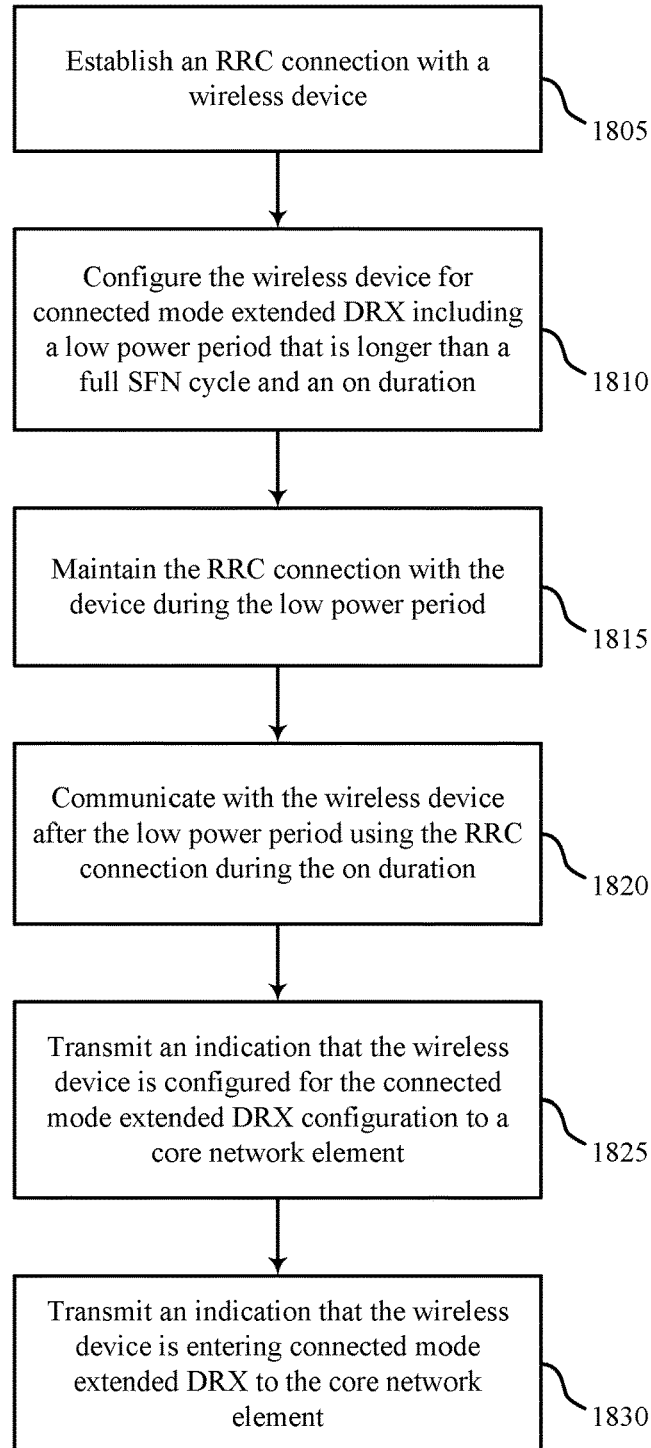 Establish an RRC connection with a
wireless device
1805
Configure the wireless device for
connected mode extended DRX including
a low power period that is longer than a
full SFN cycle and an on duration
1810
Maintain the RRC connection with the
device during the low power period
1815
Communicate with the wireless device
after the low power period using the RRC
connection during the on duration
1820
Transmit an indication that the wireless
device is configured for the connected
mode extended DRX configuration to a
core network element
1825
Transmit an indication that the wireless
device is entering connected mode
extended DRX to the core network
element
1830